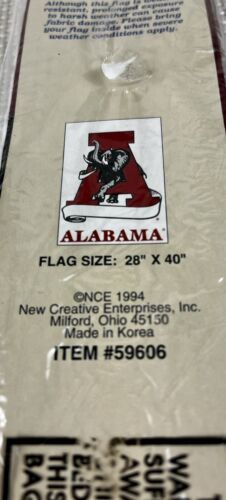 Although this flag is weather
resistant, prolonged exposure
to harsh weather can cause
fabric damage. Please bring
your flag inside when severe
weather conditions apply.
A
ALABAMA®
FLAG SIZE: 28" X 40"
©NCE 1994
New Creative Enterprises, Inc.
Milford, Ohio 45150
Made in Korea
ITEM #59606
THIS
BAG